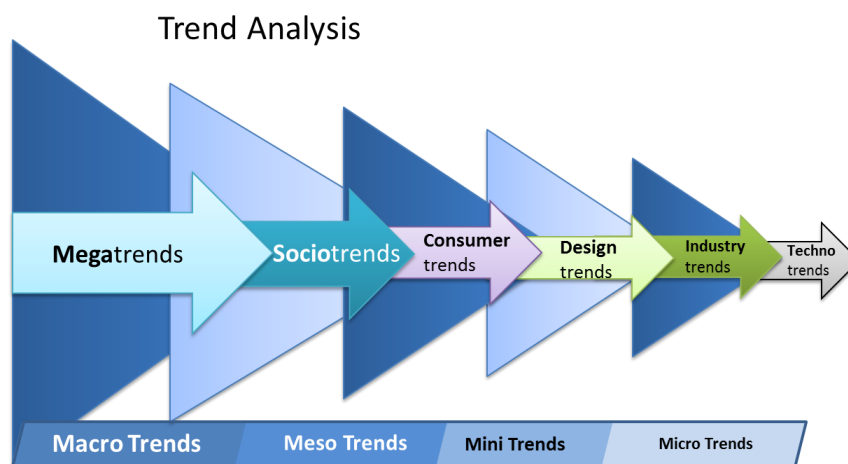 Trend Analysis
Megatrends
Sociotrends
Consumer
trends
Design
trends
Industry
trends
Techno
trends
Macro Trends
Meso Trends
Mini Trends
Micro Trends